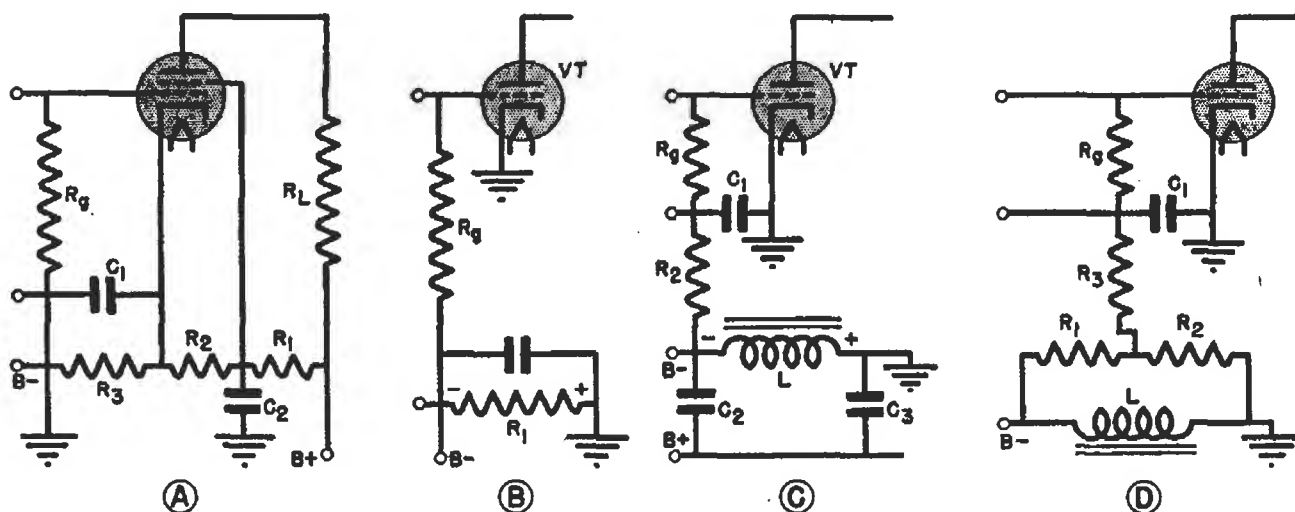 VT
VT
Rg
RL
Rg
Rg
Rg
C1
C1
C1
R2
R3
R2
R1
R1
R2
B-
R3
C2
- +
R1
B-
- +
L
B-
C2
C3
B+
L
B-
B+
B-
A
B
C
D